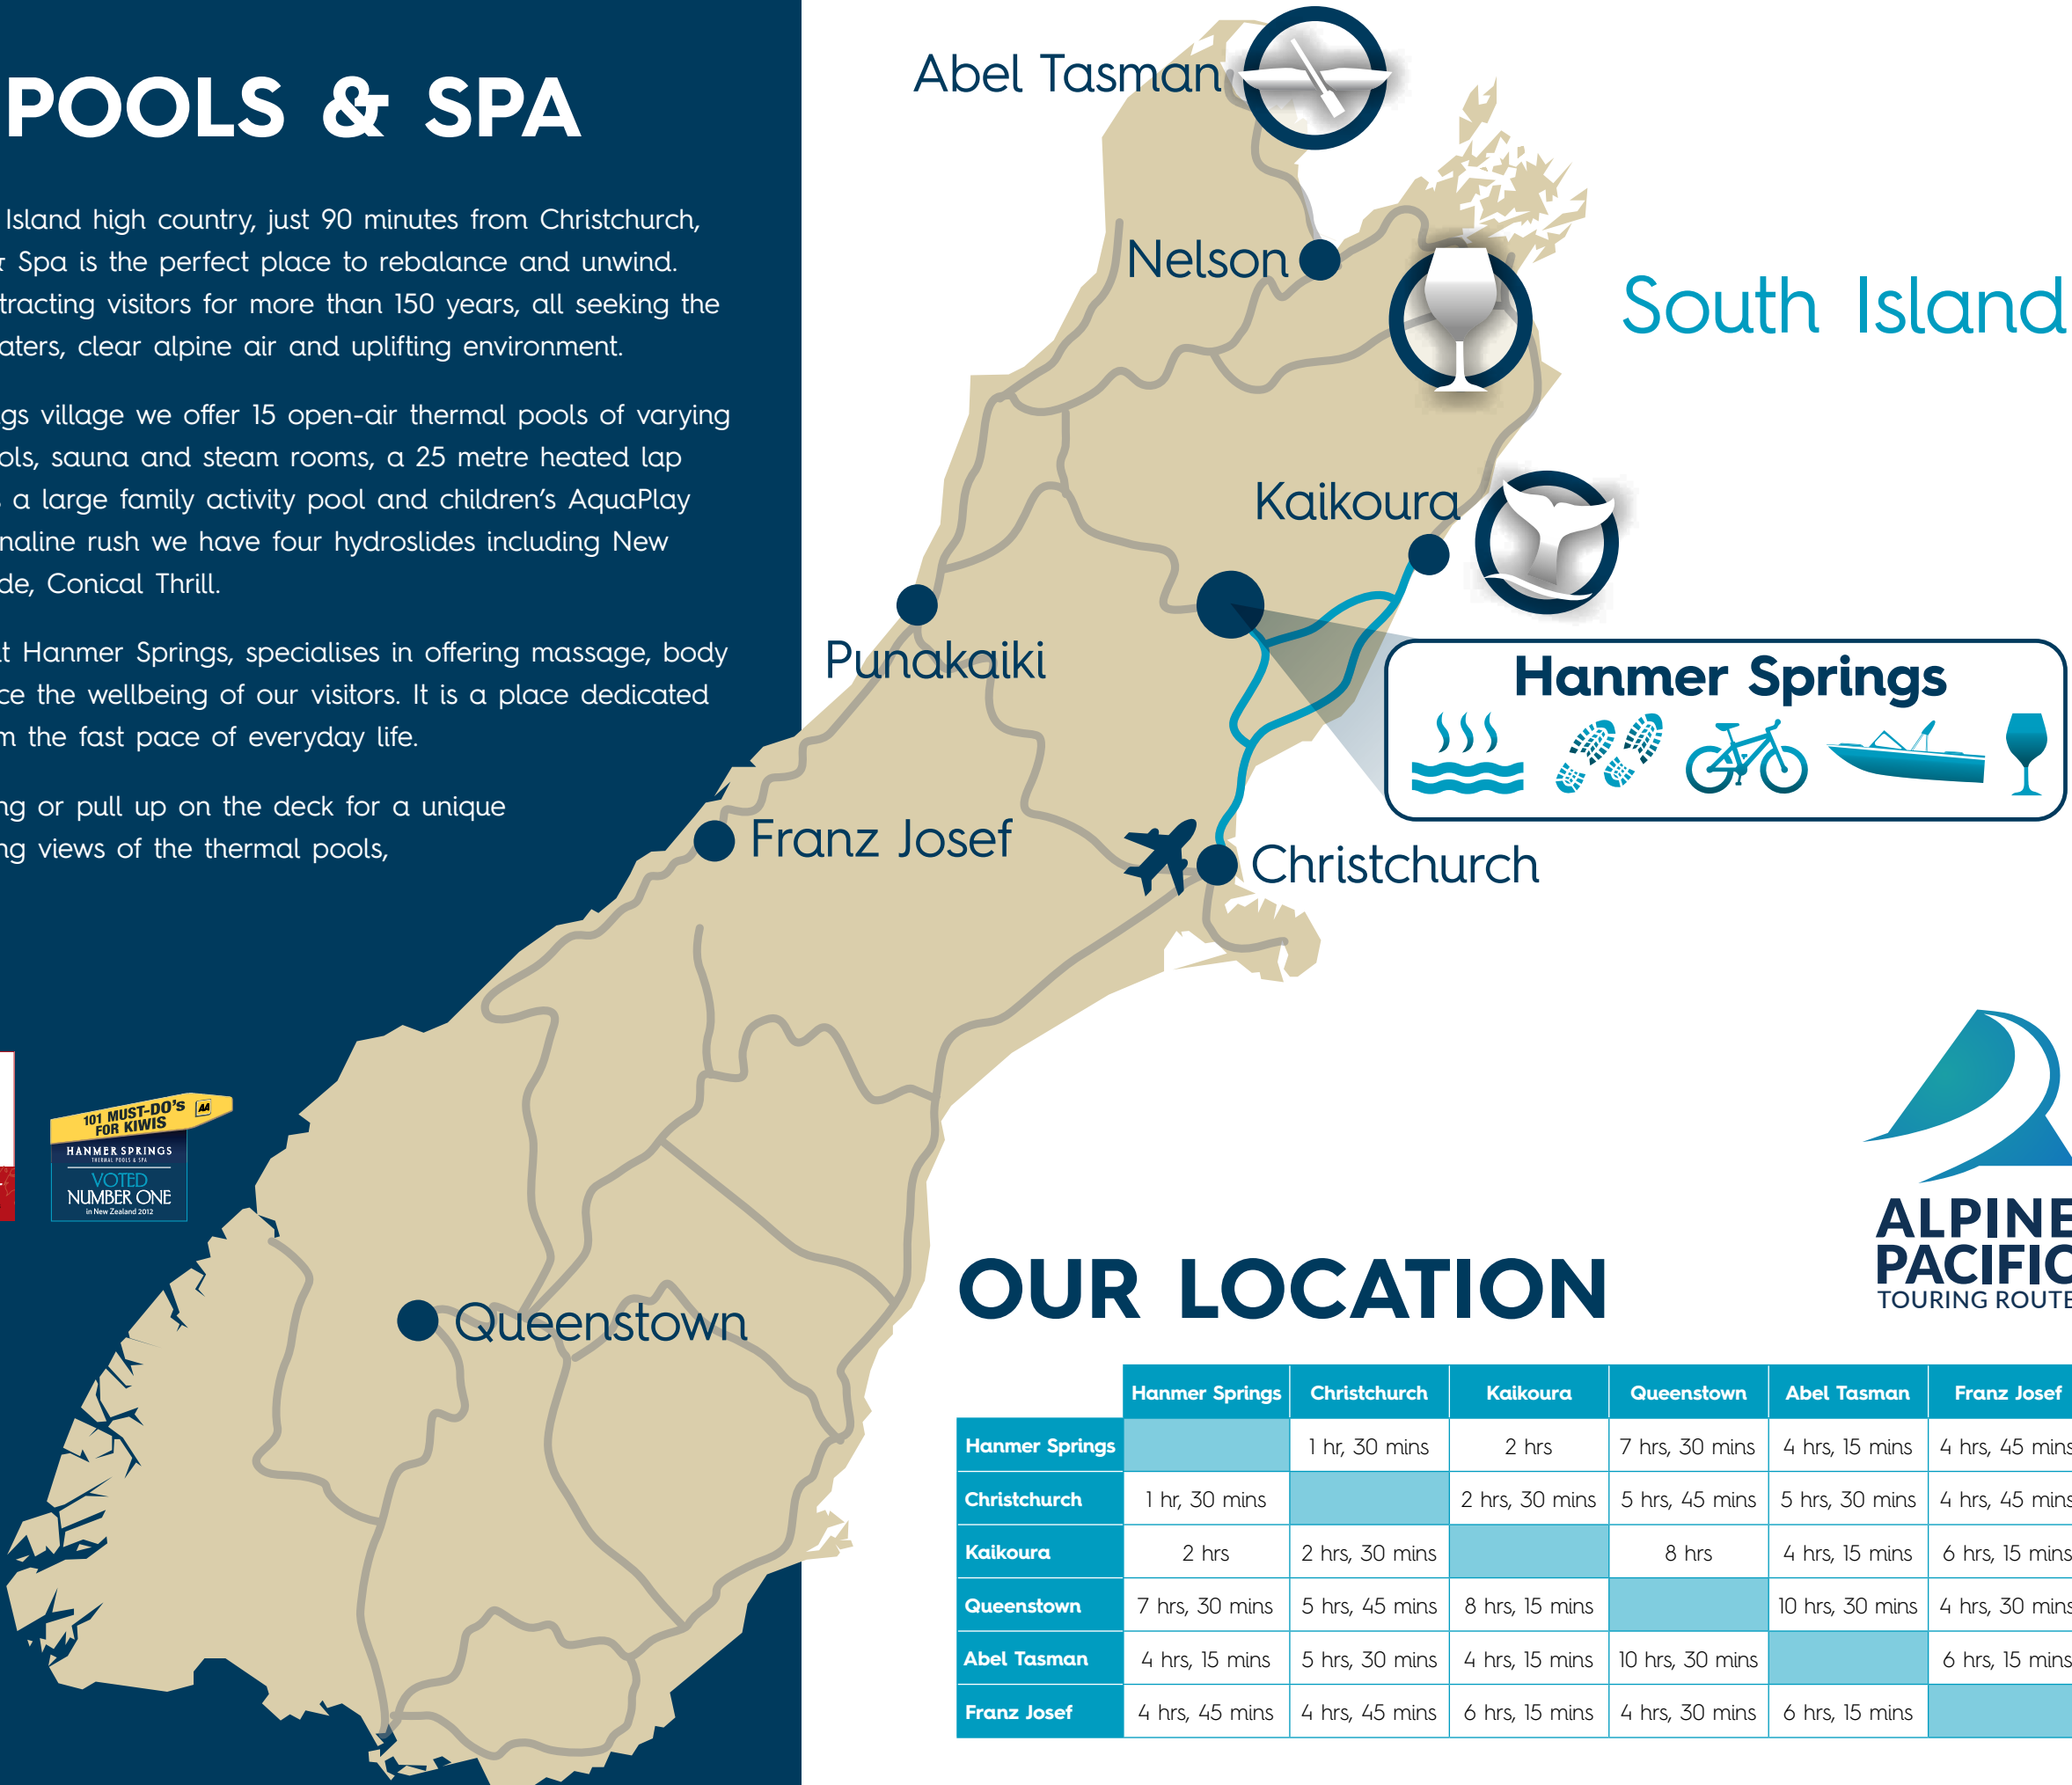 POOLS & SPA
Island high country, just 90 minutes from Christchurch,
& Spa is the perfect place to rebalance and unwind.
tracting visitors for more than 150 years, all seeking the
aters, clear alpine air and uplifting environment.
gs village we offer 15 open-air thermal pools of varying
ols, sauna and steam rooms, a 25 metre heated lap
a large family activity pool and children's AquaPlay
naline rush we have four hydroslides including New
de, Conical Thrill.
t Hanmer Springs, specialises in offering massage, body
ce the wellbeing of our visitors. It is a place dedicated
m the fast pace of everyday life.
ng or pull up on the deck for a unique
ng views of the thermal pools,
101 MUST-DO'S AA
FOR KIWIS
HANMER SPRINGS
THERMAL POOLS & SPA
VOTED
NUMBER ONE
in New Zealand 2012
Abel Tasman
Nelson
South Island
Kaikoura
Punakaiki
Hanmer Springs
Franz Josef
Christchurch
Queenstown
ALPINE
PACIFIC
TOURING ROUTE
OUR LOCATION
Hanmer Springs Christchurch Kaikoura Queenstown Abel Tasman Franz Josef
Hanmer Springs 1 hr, 30 mins 2 hrs 7 hrs, 30 mins 4 hrs, 15 mins 4 hrs, 45 mins
Christchurch 1 hr, 30 mins 2 hrs, 30 mins 5 hrs, 45 mins 5 hrs, 30 mins 4 hrs, 45 mins
Kaikoura 2 hrs 2 hrs, 30 mins 8 hrs 4 hrs, 15 mins 6 hrs, 15 mins
Queenstown 7 hrs, 30 mins 5 hrs, 45 mins 8 hrs, 15 mins 10 hrs, 30 mins 4 hrs, 30 mins
Abel Tasman 4 hrs, 15 mins 5 hrs, 30 mins 4 hrs, 15 mins 10 hrs, 30 mins 6 hrs, 15 mins
Franz Josef 4 hrs, 45 mins 4 hrs, 45 mins 6 hrs, 15 mins 4 hrs, 30 mins 6 hrs, 15 mins